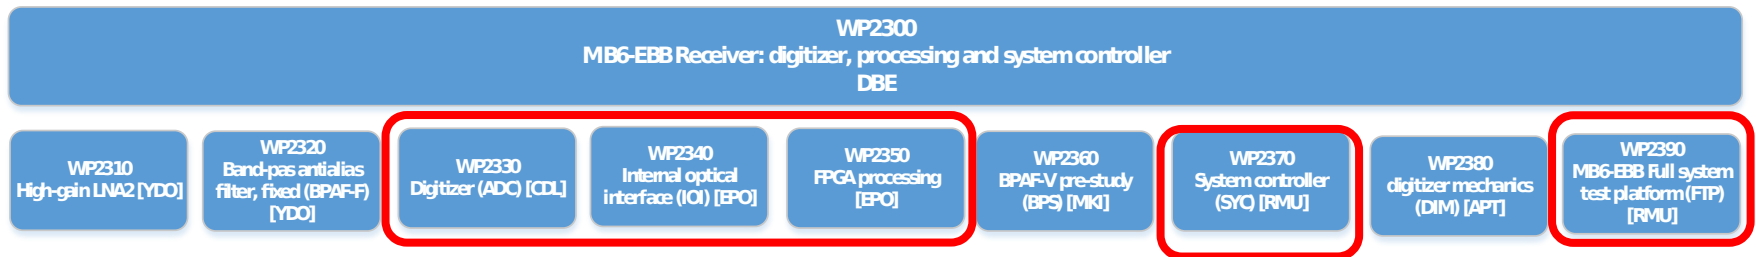 WP2300
MB6-EBB Receiver: digitizer, processing and system controller
DBE
WP2310
High-gain LNA2 [YDO]
WP2320
Band-pas antialias
filter, fixed (BPAF-F)
[YDO]
WP2330
Digitizer (ADC) [CDL]
WP2340
Internal optical
interface (IOI) [EPO]
WP2350
FPGA processing
[EPO]
WP2360
BPAF-V pre-study
(BPS) [MKI]
WP2370
System controller
(SYC) [RMU]
WP2380
digitizer mechanics
(DIM) [APT]
WP2390
MB6-EBB Full system
test platform (FTP)
[RMU]